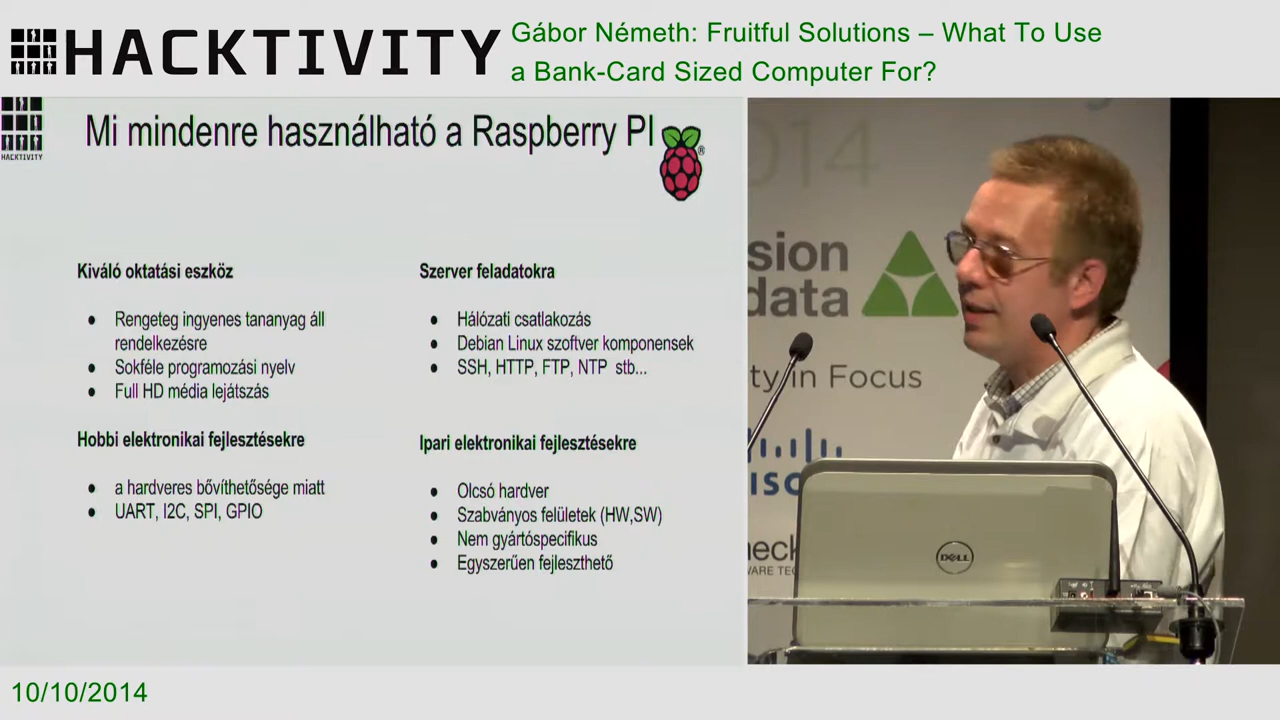 HACKTIVITY
Gábor Németh: Fruitful Solutions – What To Use
a Bank-Card Sized Computer For?
HACKTIVITY
Mi mindenre használható a Raspberry PI
®
Kiváló oktatási eszköz
● Rengeteg ingyenes tananyag áll
rendelkezésre
● Sokféle programozási nyelv
● Full HD média lejátszás
Hobbi elektronikai fejlesztésekre
● a hardveres bővíthetősége miatt
● UART, I2C, SPI, GPIO
Szerver feladatokra
● Hálózati csatlakozás
● Debian Linux szoftver komponensek
● SSH, HTTP, FTP, NTP stb...
Ipari elektronikai fejlesztésekre
● Olcsó hardver
● Szabványos felületek (HW,SW)
● Nem gyártóspecifikus
● Egyszerűen fejleszthető
2014
sion
data
ty in Focus
isco
heck
WARE TEC
DELL
10/10/2014